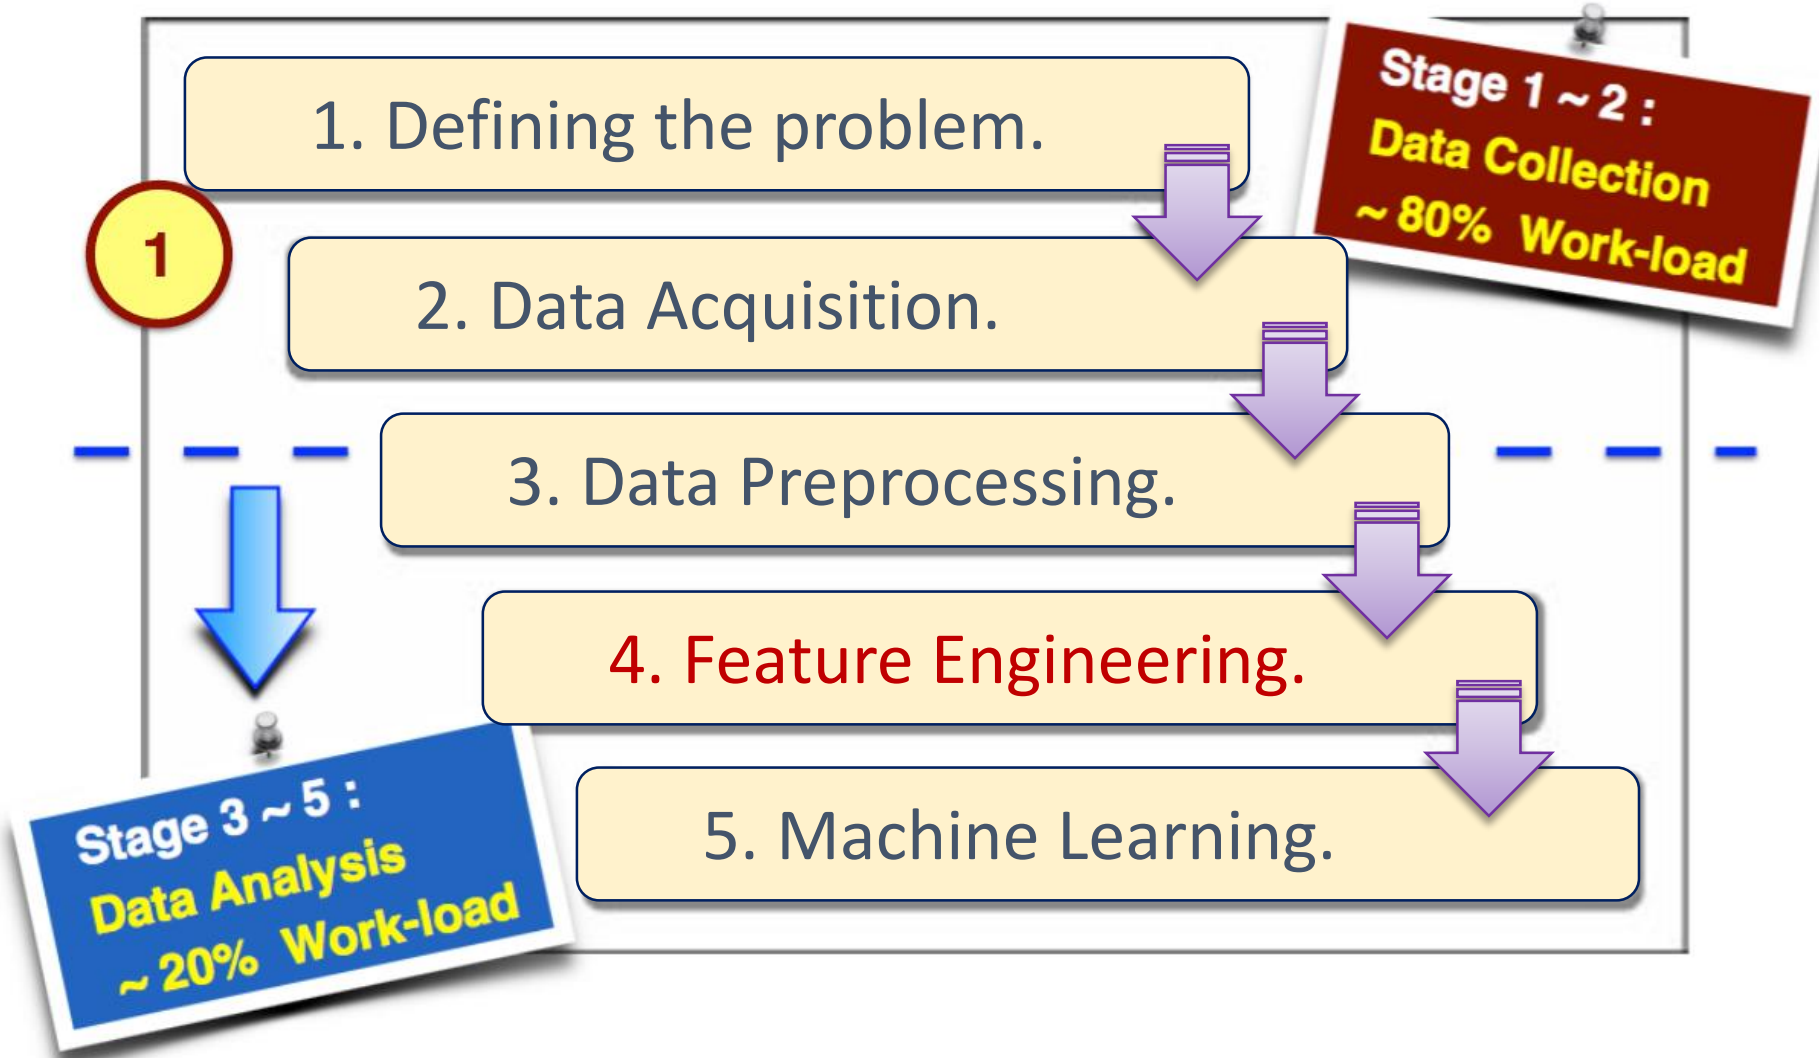 1. Defining the problem.
Stage 1 ~ 2 :
Data Collection
~ 80% Work-load
1
2. Data Acquisition.
3. Data Preprocessing.
4. Feature Engineering.
5. Machine Learning.
Stage 3 ~ 5 :
Data Analysis
~ 20% Work-load